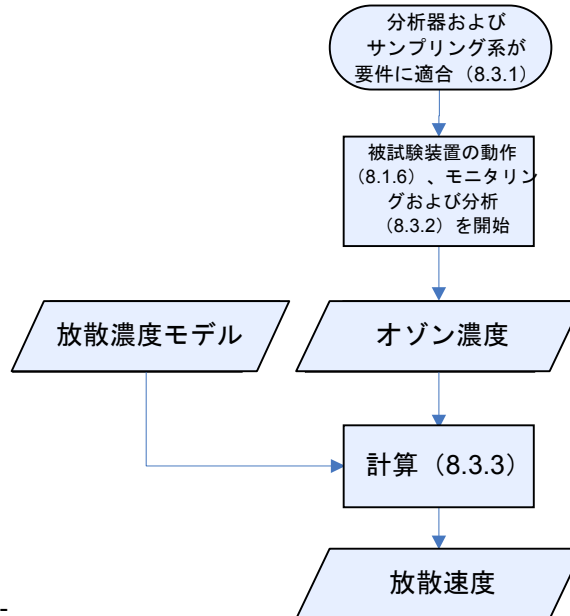 分析器および
サンプリング系が
要件に適合（8.3.1）
被試験装置の動作
（8.1.6）、モニタリン
グおよび分析
（8.3.2）を開始
放散濃度モデル
オゾン濃度
計算（8.3.3）
放散速度